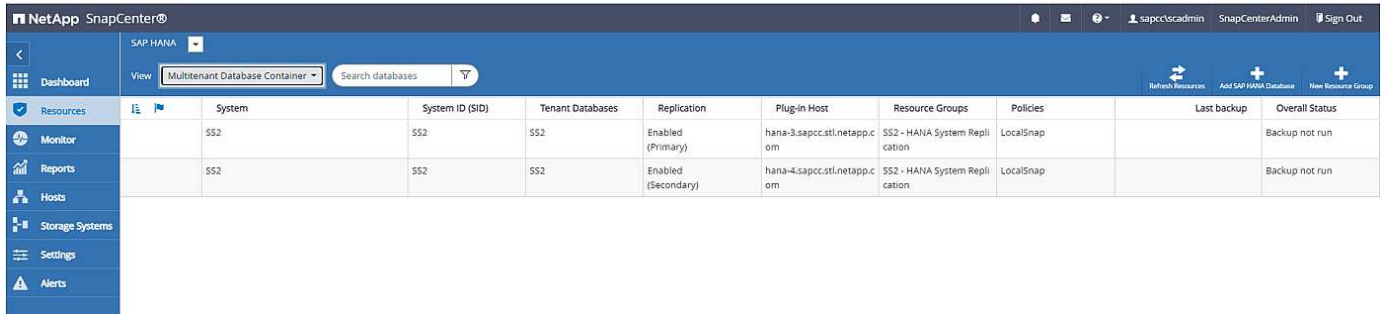 NetApp SnapCenter®
sapcc\scadmin SnapCenterAdmin Sign Out
SAP HANA
View Multitenant Database Container Search databases
Refresh Resources Add SAP HANA Database New Resource Group
Dashboard
Resources
Monitor
Reports
Hosts
Storage Systems
Settings
Alerts
System System ID (SID) Tenant Databases Replication Plug-in Host Resource Groups Policies Last backup Overall Status
SS2 SS2 SS2 Enabled hana-3.sapcc.stl.netapp.c SS2 - HANA System Repli LocalSnap Backup not run
(Primary) om cation
SS2 SS2 SS2 Enabled hana-4.sapcc.stl.netapp.c SS2 - HANA System Repli LocalSnap Backup not run
(Secondary) om cation